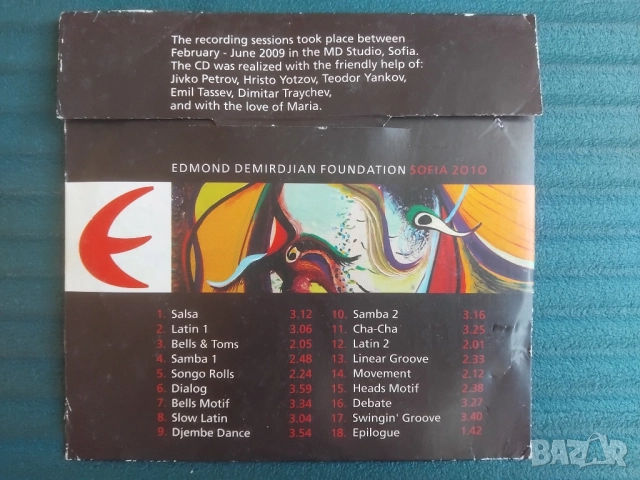 The recording sessions took place between
February - June 2009 in the MD Studio, Sofia.
The CD was realized with the friendly help of:
Jivko Petrov, Hristo Yotzov, Teodor Yankov,
Emil Tassev, Dimitar Traychev,
and with the love of Maria.
EDMOND DEMIRDJIAN FOUNDATION SOFIA 2010
1. Salsa 3.12
2. Latin 1 3.06
3. Bells & Toms 2.05
4. Samba 1 2.48
5. Songo Rolls 2.24
6. Dialog 3.59
7. Bells Motif 3.34
8. Slow Latin 3.04
9. Djembe Dance 3.54
10. Samba 2 3.16
11. Cha-Cha 3.25
12. Latin 2 2.01
13. Linear Groove 2.33
14. Movement 2.12
15. Heads Motif 2.38
16. Debate 3.27
17. Swingin' Groove 3.40
18. Epilogue 1.42
BAZAR